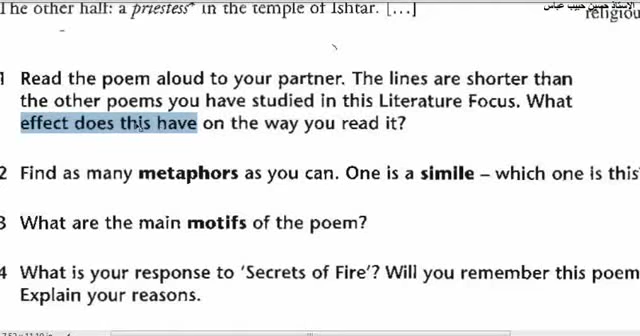 The other half: a priestess* in the temple of Ishtar. [...]
الاستاذ حسين حبيب عباس
religiou
1 Read the poem aloud to your partner. The lines are shorter than
the other poems you have studied in this Literature Focus. What
effect does this have on the way you read it?
2 Find as many metaphors as you can. One is a simile – which one is this
3 What are the main motifs of the poem?
4 What is your response to ‘Secrets of Fire’? Will you remember this poem
Explain your reasons.